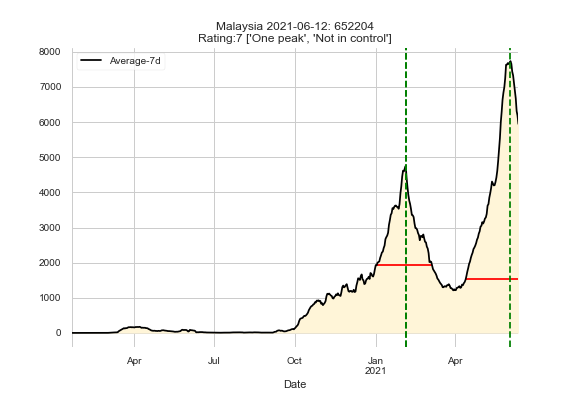 Malaysia 2021-06-12: 652204
Rating:7 ['One peak', 'Not in control']
8000
Average-7d
7000
6000
5000
4000
3000
2000
1000
0
Apr
Jul
Oct
Jan
2021
Apr
Date